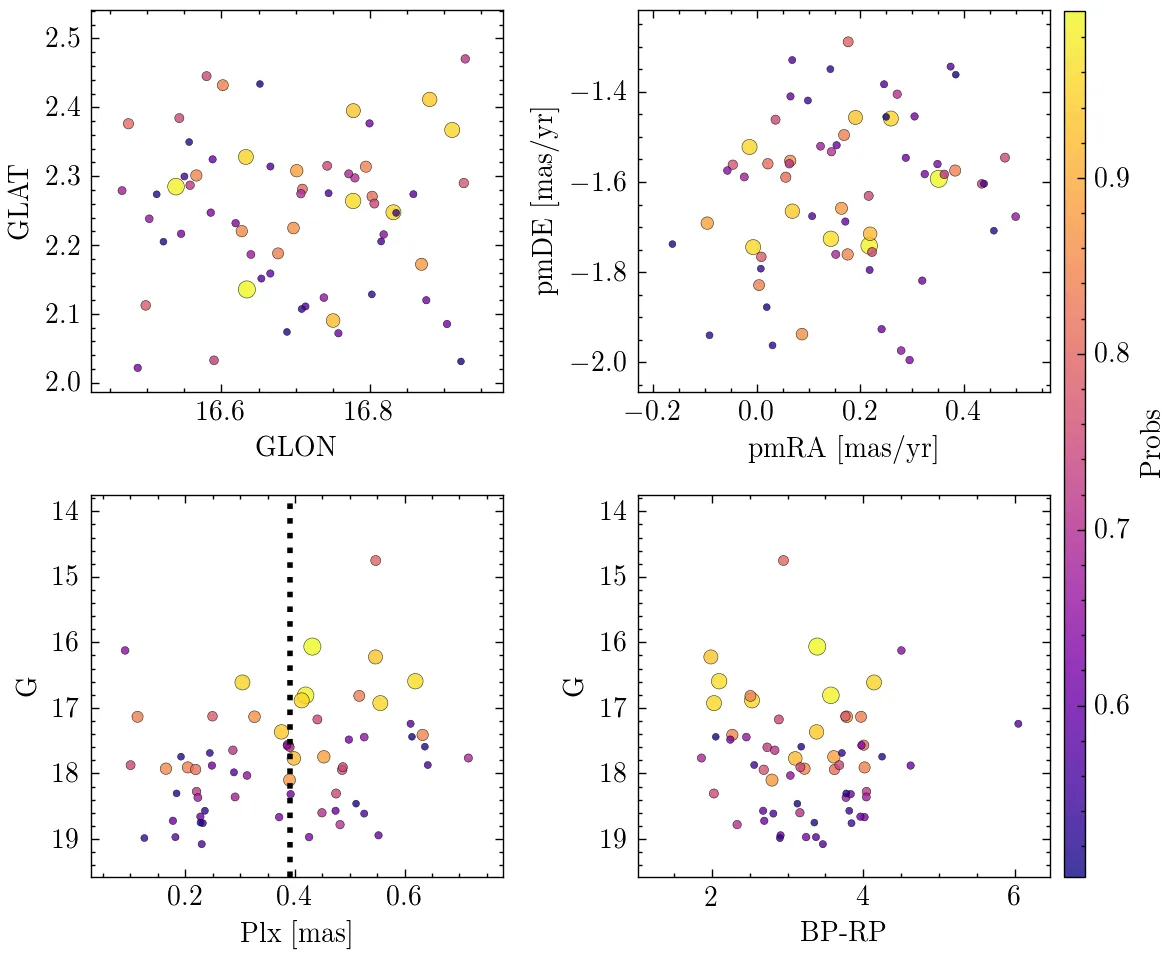 2.5
2.4
2.3
2.2
2.1
2.0
GLAT
16.6 16.8
GLON
−1.4
−1.6
−1.8
−2.0
pmDE [mas/yr]
−0.2 0.0 0.2 0.4
pmRA [mas/yr]
14
15
16
17
18
19
G
0.2 0.4 0.6
Plx [mas]
14
15
16
17
18
19
G
2 4 6
BP-RP
0.9
0.8
0.7
0.6
Probs